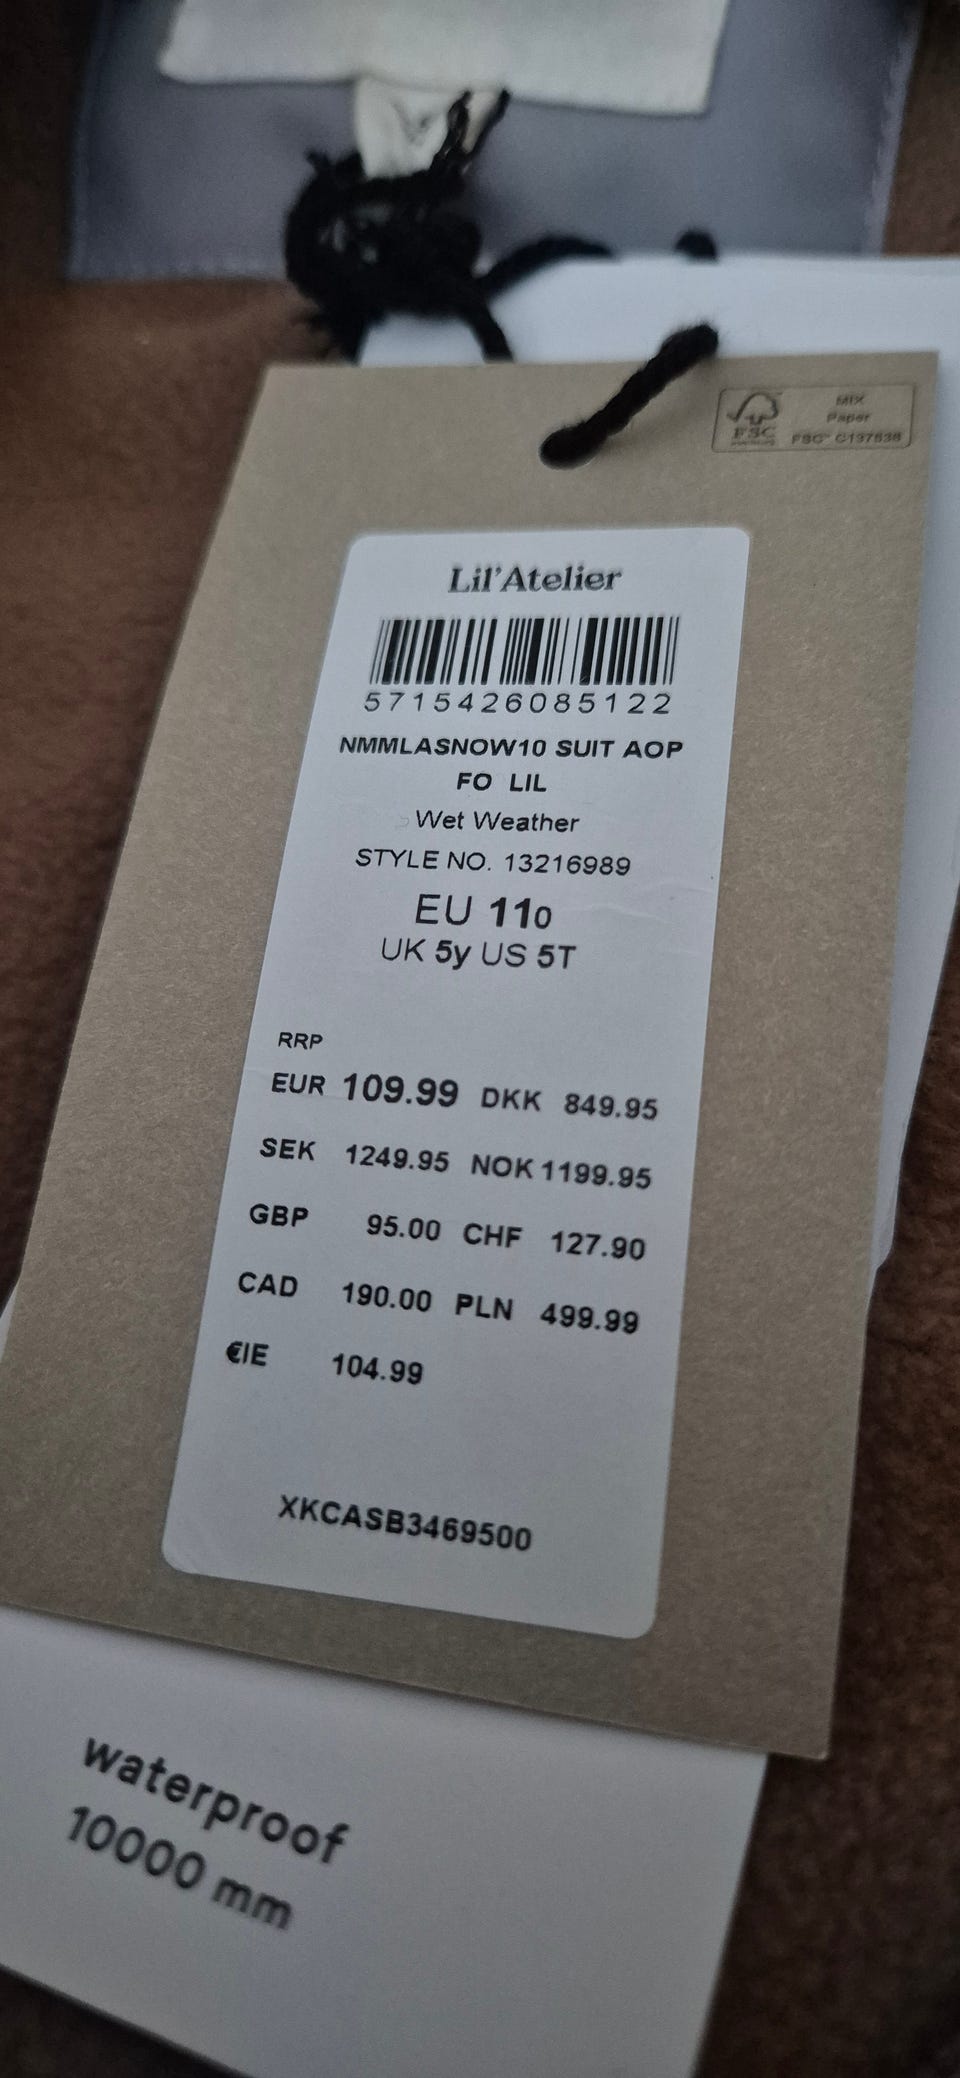 FSC
MIX
Paper
FSC™ C137838
Lil'Atelier
5715426085122
NMMLASNOW10 SUIT AOP
FO LIL
Wet Weather
STYLE NO. 13216989
EU 110
UK 5y US 5T
RRP
EUR 109.99 DKK 849.95
SEK 1249.95 NOK 1199.95
GBP 95.00 CHF 127.90
CAD 190.00 PLN 499.99
€IE 104.99
XKCASB3469500
waterproof
10000 mm